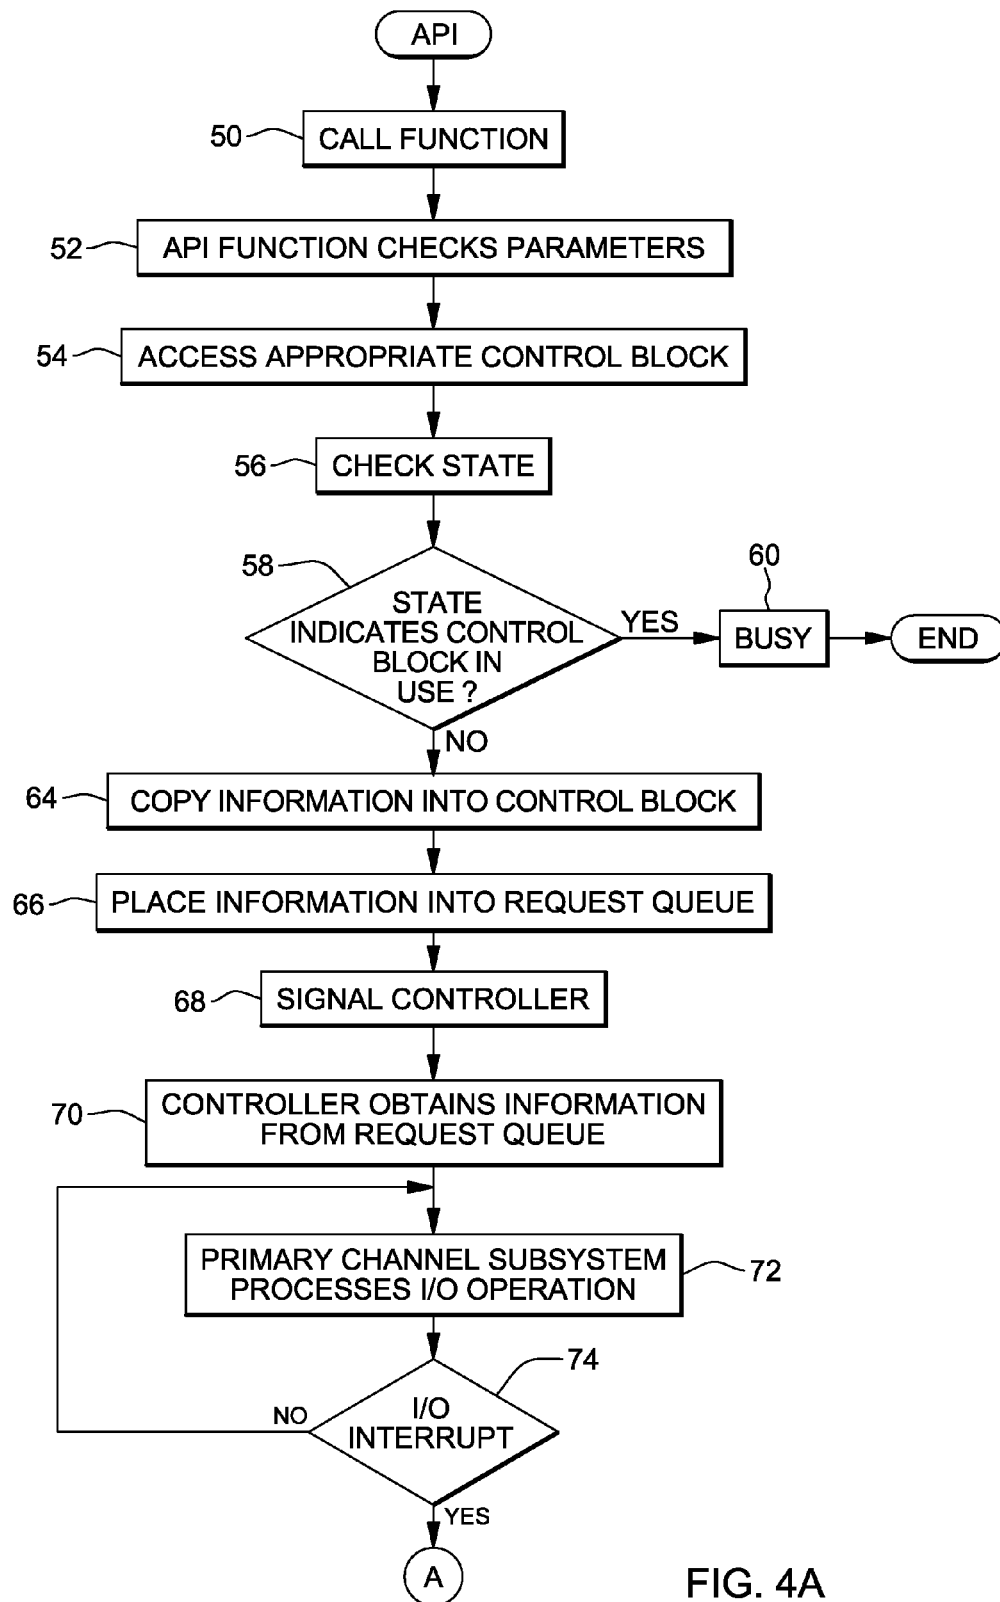 API
50
CALL FUNCTION
52
API FUNCTION CHECKS PARAMETERS
54
ACCESS APPROPRIATE CONTROL BLOCK
56
CHECK STATE
58
STATE
INDICATES CONTROL
BLOCK IN
USE ?
YES
60
BUSY
END
NO
64
COPY INFORMATION INTO CONTROL BLOCK
66
PLACE INFORMATION INTO REQUEST QUEUE
68
SIGNAL CONTROLLER
70
CONTROLLER OBTAINS INFORMATION
FROM REQUEST QUEUE
PRIMARY CHANNEL SUBSYSTEM
PROCESSES I/O OPERATION
72
74
I/O
INTERRUPT
NO
YES
A
FIG. 4A